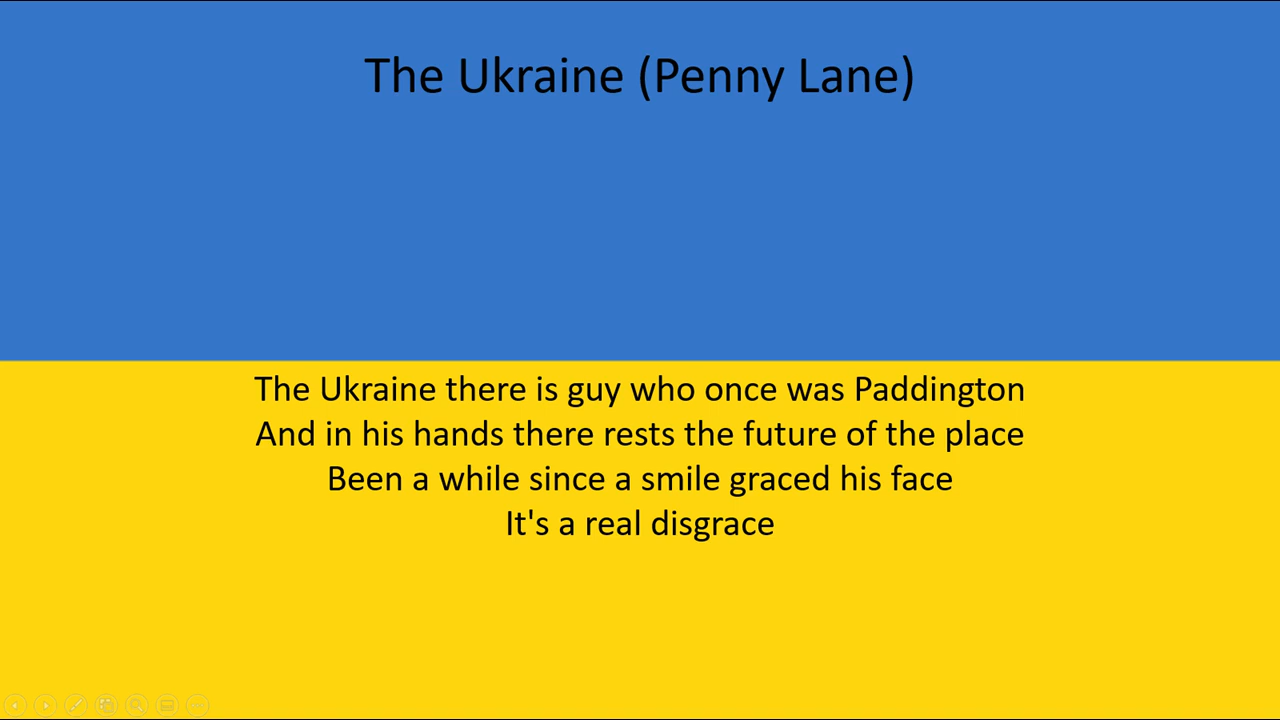 The Ukraine (Penny Lane)
The Ukraine there is guy who once was Paddington
And in his hands there rests the future of the place
Been a while since a smile graced his face
It's a real disgrace